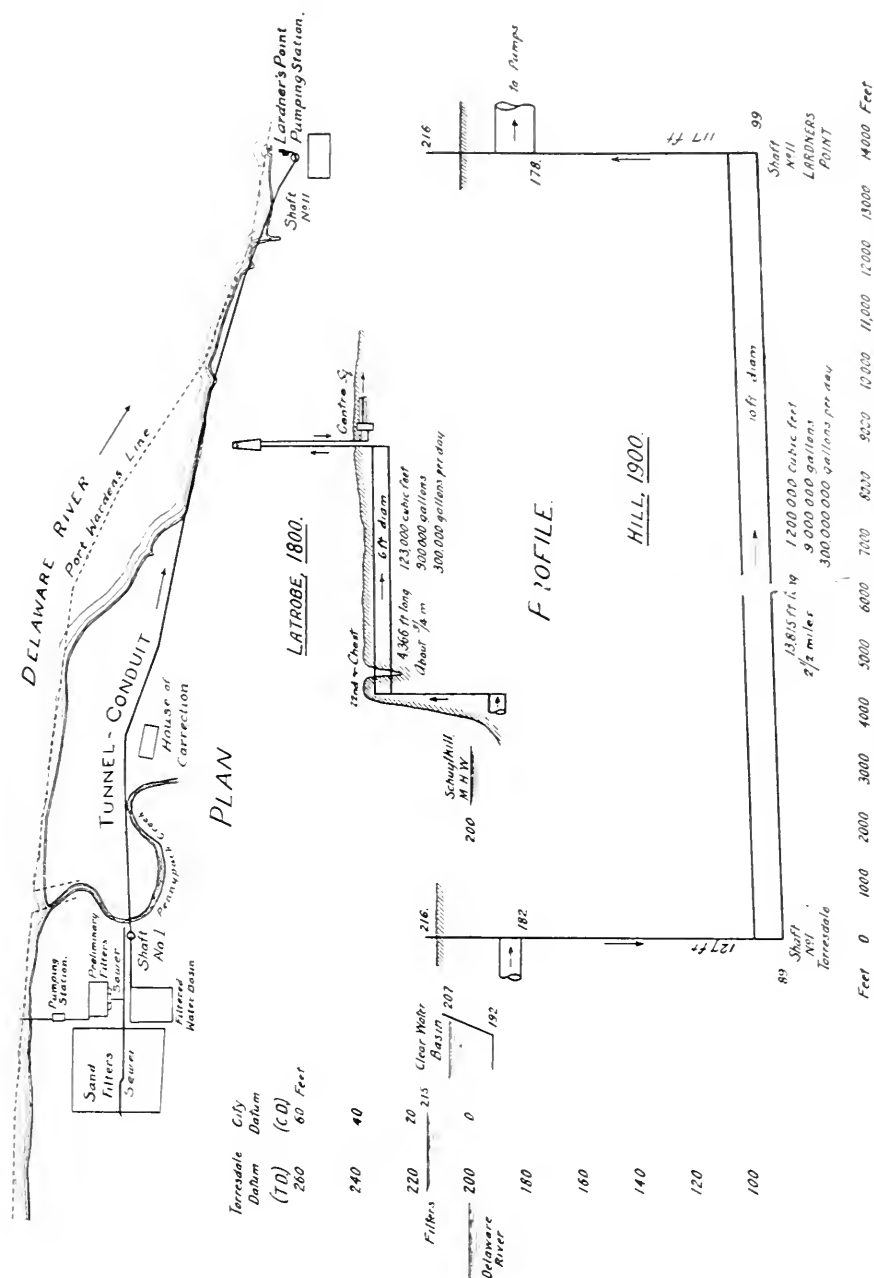 DELAWARE RIVER
Port Wardens Line
TUNNEL - CONDUIT
Lardner's Point
Pumping Station.
Shaft
No 11
House of
Correction
Pennypack Creek
PLAN
Pumping
Station.
Preliminary
Filters
Sewer
Shaft
No 1
Sand
Filters
Sewer
Filtered
Water Basin
LATROBE, 1800.
Centre Sq
22nd & Chest
6 ft diam
4,366 ft long
About 3/4 m
123,000 cubic feet
900 000 gallons
300,000 gallons per day
Schuylkill
M H W
200
PROFILE.
HILL, 1900.
216
to Pumps
178.
117 ft
99
Shaft
No 11
LARDNERS
POINT
10 ft diam
13,815 ft long
2 1/2 miles
1 200 000 cubic feet
9 000 000 gallons
300,000 000 gallons per day
216.
182
127 ft
89
Shaft
No 1
Torresdale
Clear Water
Basin
207
192
Torresdale
Datum
(T D)
City
Datum
(C D)
260 60 Feet
240 40
220 20
Filters 215
200 0
Delaware
River
180
160
140
120
100
Feet 0 1000 2000 3000 4000 5000 6000 7000 8000 9000 10 000 11,000 12000 13000 14000 Feet